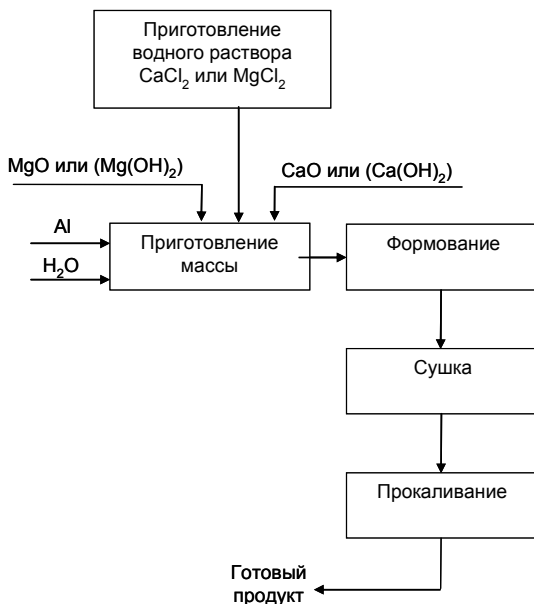 Приготовление
водного раствора
CaCl₂ или MgCl₂
MgO или (Mg(OH)₂)
CaO или (Ca(OH)₂)
Al
H₂O
Приготовление
массы
Формование
Сушка
Прокаливание
Готовый
продукт